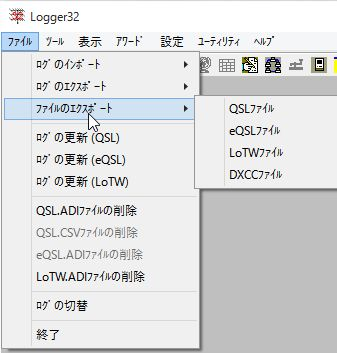 Logger32
ﾌｧｲﾙ ﾂｰﾙ 表示 ｱﾜｰﾄﾞ 設定 ﾕｰﾃｨﾘﾃｨ ﾍﾙﾌﾟ
ﾛｸﾞのｲﾝﾎﾟｰﾄ
ﾛｸﾞのｴｸｽﾎﾟｰﾄ
ﾌｧｲﾙのｴｸｽﾎﾟｰﾄ
QSLﾌｧｲﾙ
eQSLﾌｧｲﾙ
LoTWﾌｧｲﾙ
DXCCﾌｧｲﾙ
ﾛｸﾞの更新 (QSL)
ﾛｸﾞの更新 (eQSL)
ﾛｸﾞの更新 (LoTW)
QSL.ADIﾌｧｲﾙの削除
QSL.CSVﾌｧｲﾙの削除
eQSL.ADIﾌｧｲﾙの削除
LoTW.ADIﾌｧｲﾙの削除
ﾛｸﾞの切替
終了